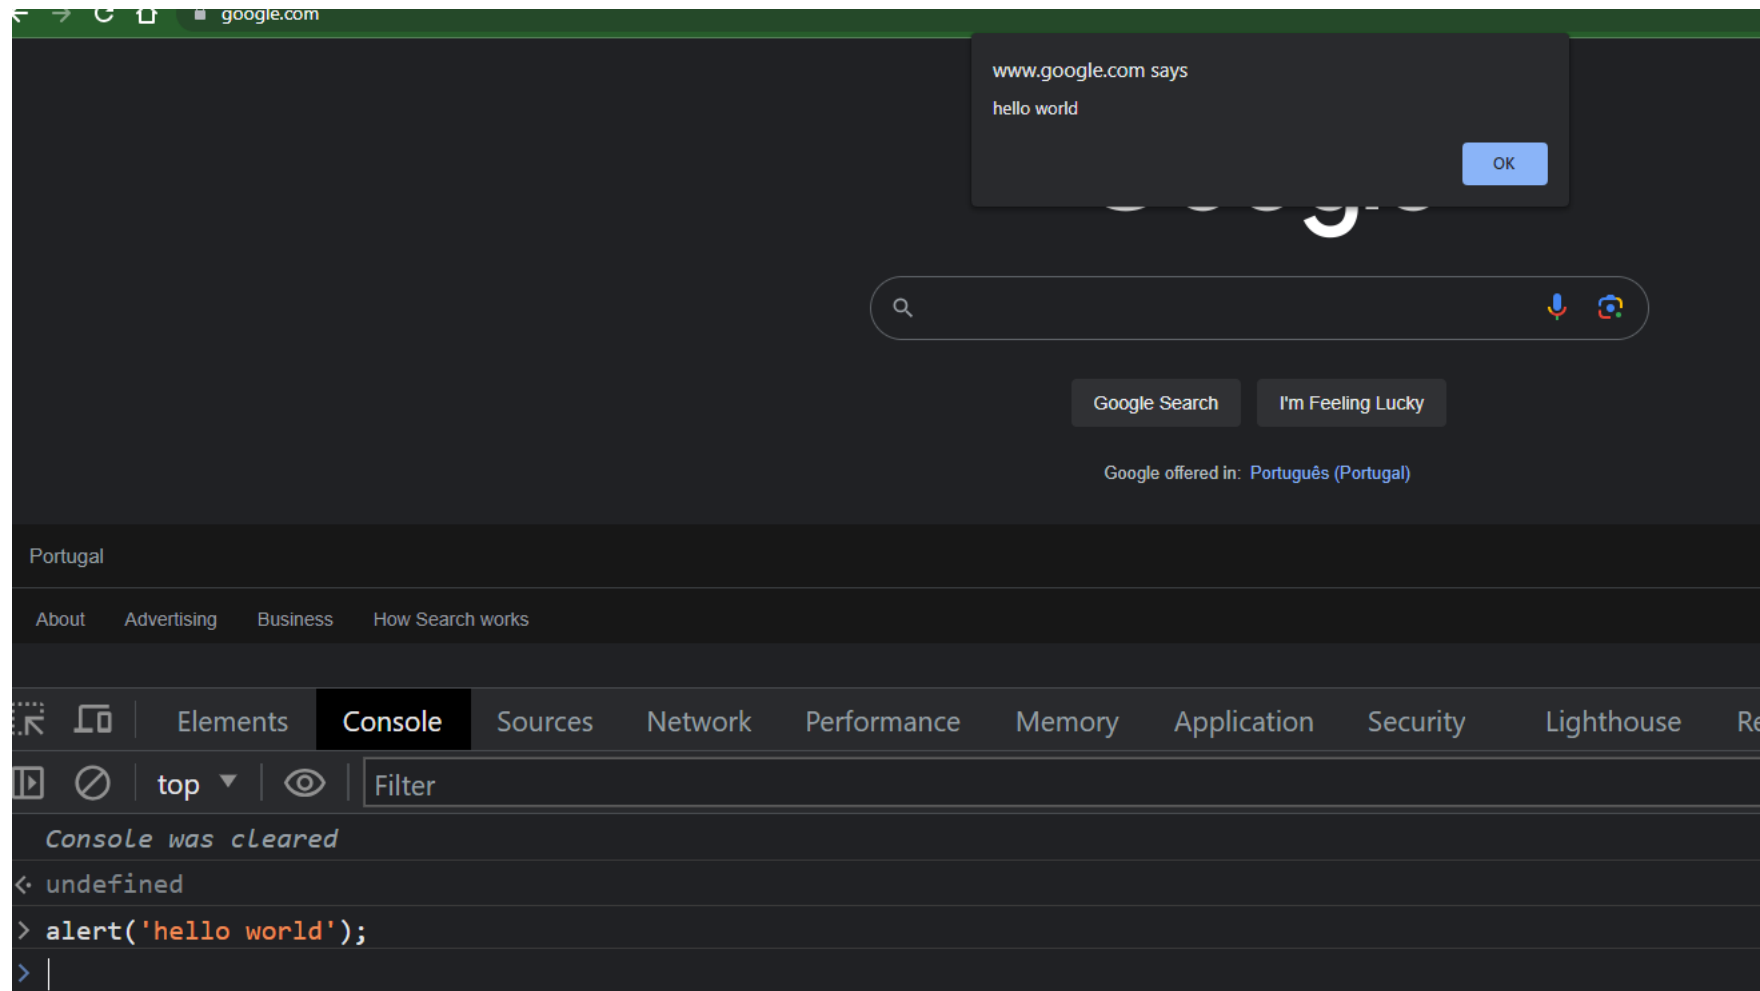 google.com
www.google.com says
hello world
OK
Google Search I'm Feeling Lucky
Google offered in: Português (Portugal)
Portugal
About Advertising Business How Search works
Elements Console Sources Network Performance Memory Application Security Lighthouse
top Filter
Console was cleared
undefined
alert('hello world');